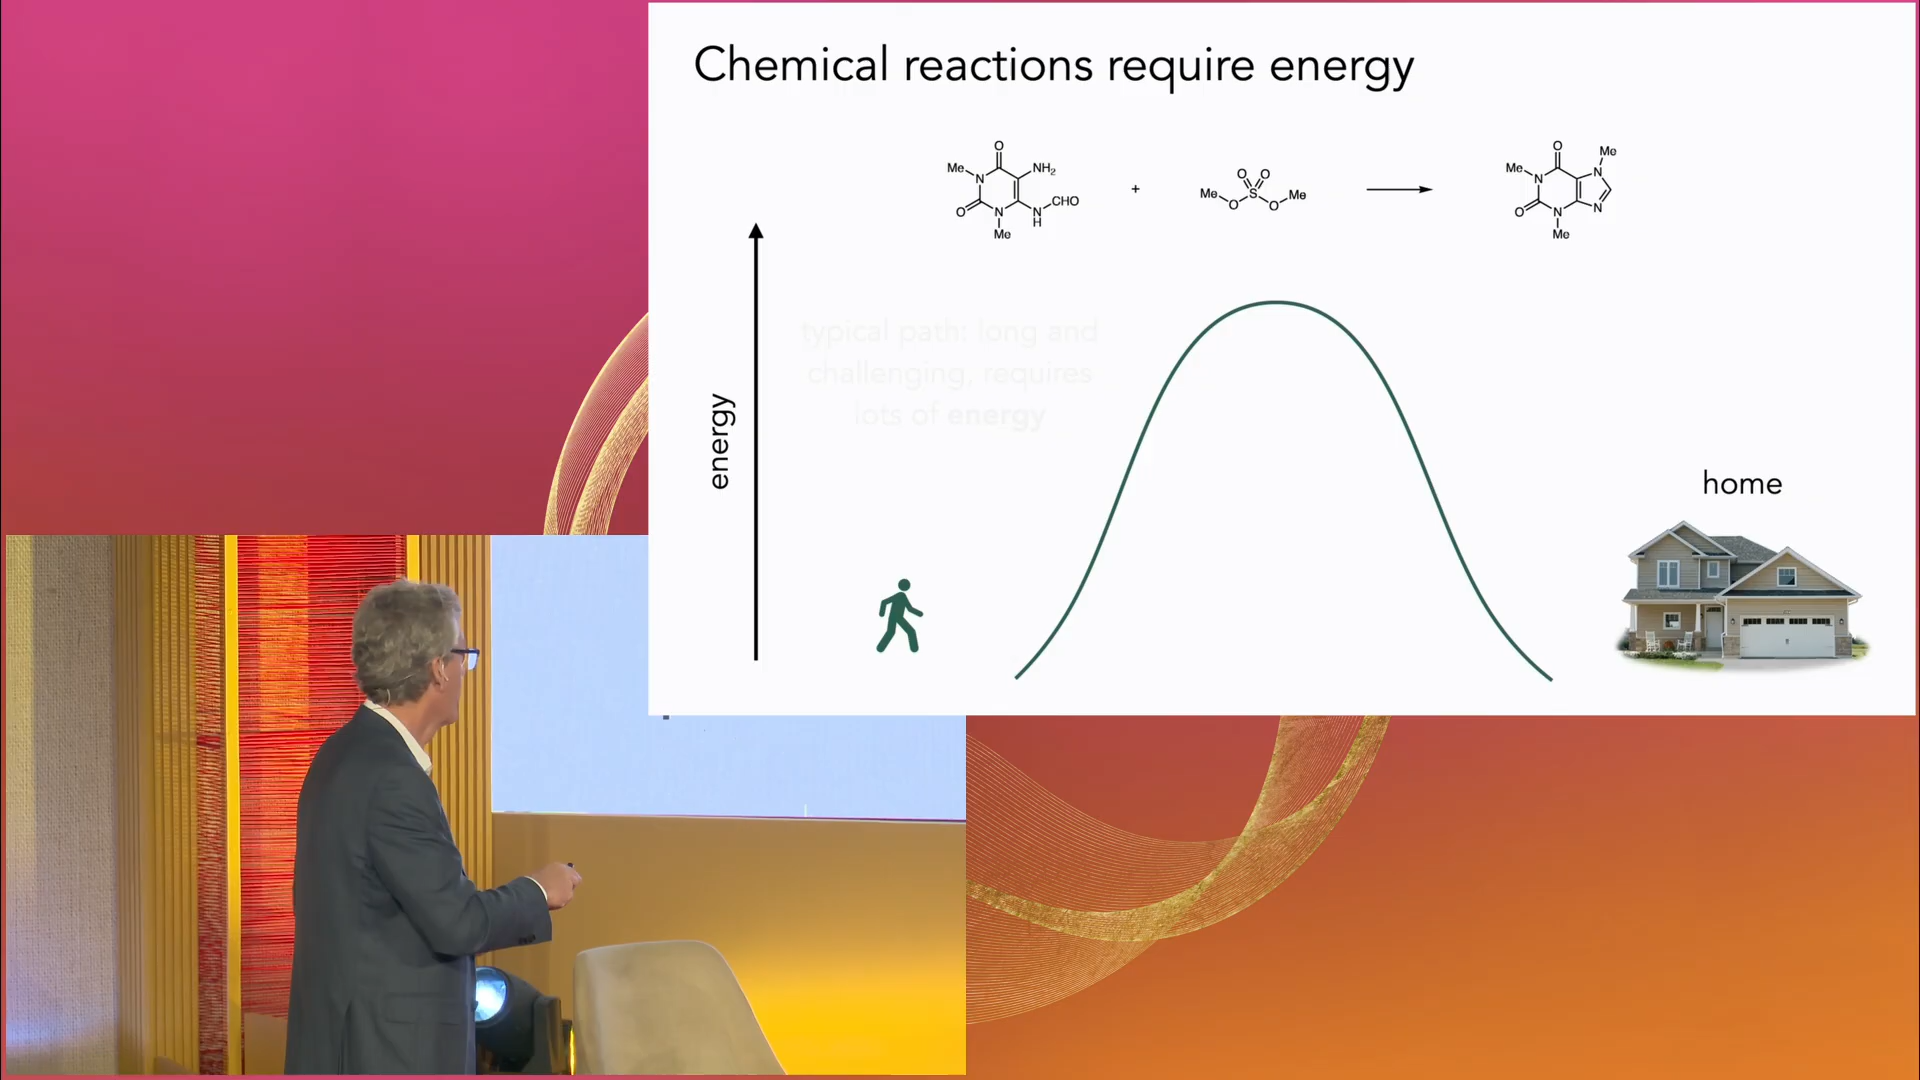 Chemical reactions require energy
O
Me
N
NH₂
O
N
N
H
CHO
Me
+
O O
Me
S
Me
O
O
O
Me
Me
N
N
O
N
N
Me
typical path: long and
challenging, requires
lots of energy
energy
home